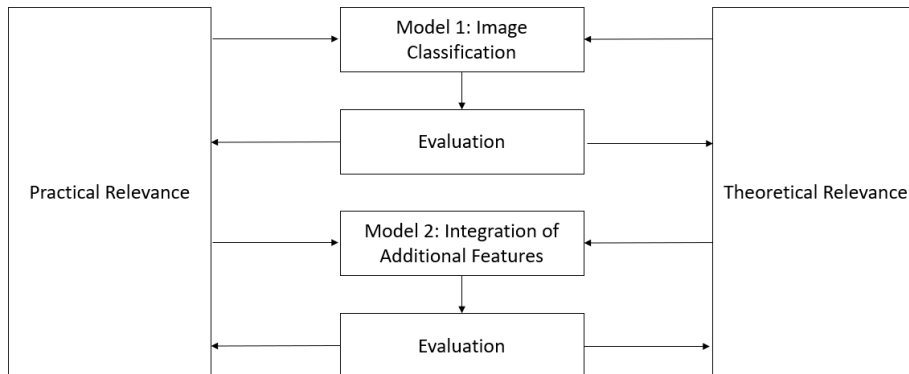 Model 1: Image
Classification
Evaluation
Practical Relevance
Theoretical Relevance
Model 2: Integration of
Additional Features
Evaluation